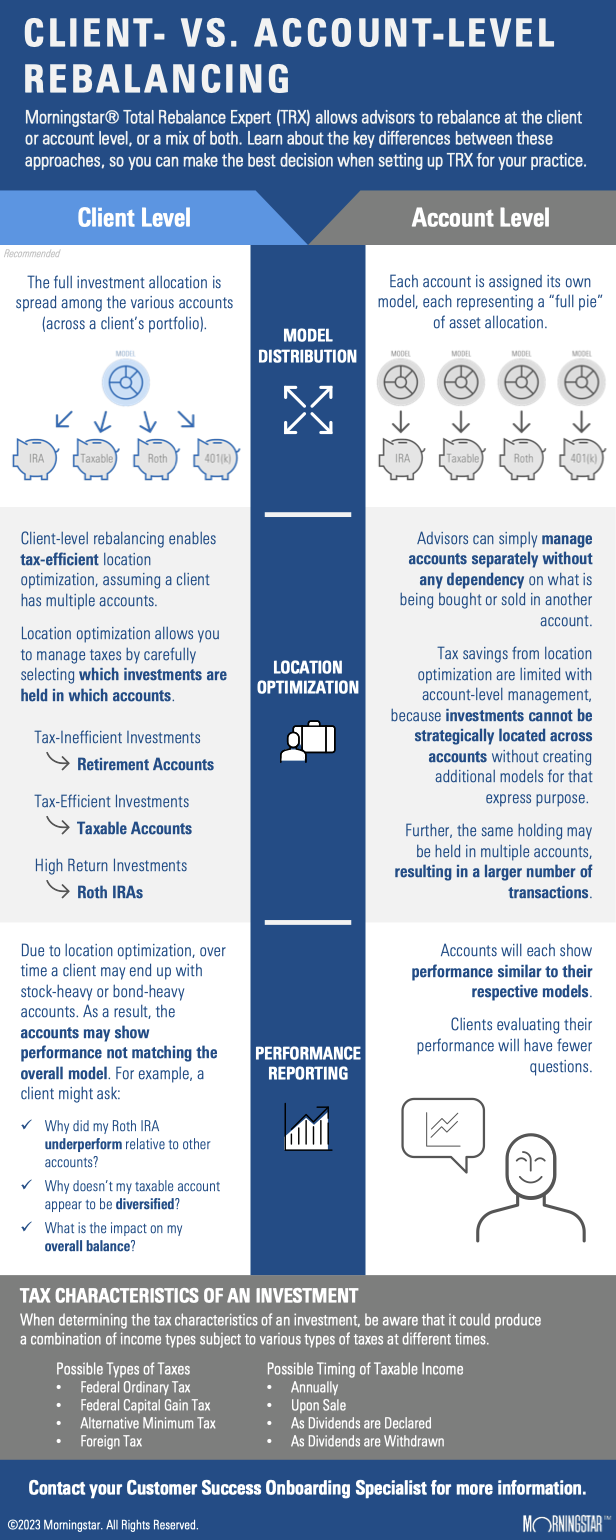 CLIENT- VS. ACCOUNT-LEVEL
REBALANCING
Morningstar® Total Rebalance Expert (TRX) allows advisors to rebalance at the client
or account level, or a mix of both. Learn about the key differences between these
approaches, so you can make the best decision when setting up TRX for your practice.
Client Level
Account Level
Recommended
The full investment allocation is
spread among the various accounts
(across a client's portfolio).
MODEL
IRA
Taxable
Roth
401(k)
MODEL
DISTRIBUTION
Each account is assigned its own
model, each representing a “full pie”
of asset allocation.
MODEL
MODEL
MODEL
MODEL
IRA
Taxable
Roth
401(k)
Client-level rebalancing enables
tax-efficient location
optimization, assuming a client
has multiple accounts.
Location optimization allows you
to manage taxes by carefully
selecting which investments are
held in which accounts.
Tax-Inefficient Investments
Retirement Accounts
Tax-Efficient Investments
Taxable Accounts
High Return Investments
Roth IRAs
LOCATION
OPTIMIZATION
Advisors can simply manage
accounts separately without
any dependency on what is
being bought or sold in another
account.
Tax savings from location
optimization are limited with
account-level management,
because investments cannot be
strategically located across
accounts without creating
additional models for that
express purpose.
Further, the same holding may
be held in multiple accounts,
resulting in a larger number of
transactions.
Due to location optimization, over
time a client may end up with
stock-heavy or bond-heavy
accounts. As a result, the
accounts may show
performance not matching the
overall model. For example, a
client might ask:
✓ Why did my Roth IRA
underperform relative to other
accounts?
✓ Why doesn't my taxable account
appear to be diversified?
✓ What is the impact on my
overall balance?
PERFORMANCE
REPORTING
Accounts will each show
performance similar to their
respective models.
Clients evaluating their
performance will have fewer
questions.
TAX CHARACTERISTICS OF AN INVESTMENT
When determining the tax characteristics of an investment, be aware that it could produce
a combination of income types subject to various types of taxes at different times.
Possible Types of Taxes
• Federal Ordinary Tax
• Federal Capital Gain Tax
• Alternative Minimum Tax
• Foreign Tax
Possible Timing of Taxable Income
• Annually
• Upon Sale
• As Dividends are Declared
• As Dividends are Withdrawn
Contact your Customer Success Onboarding Specialist for more information.
©2023 Morningstar. All Rights Reserved.
MORNINGSTAR™